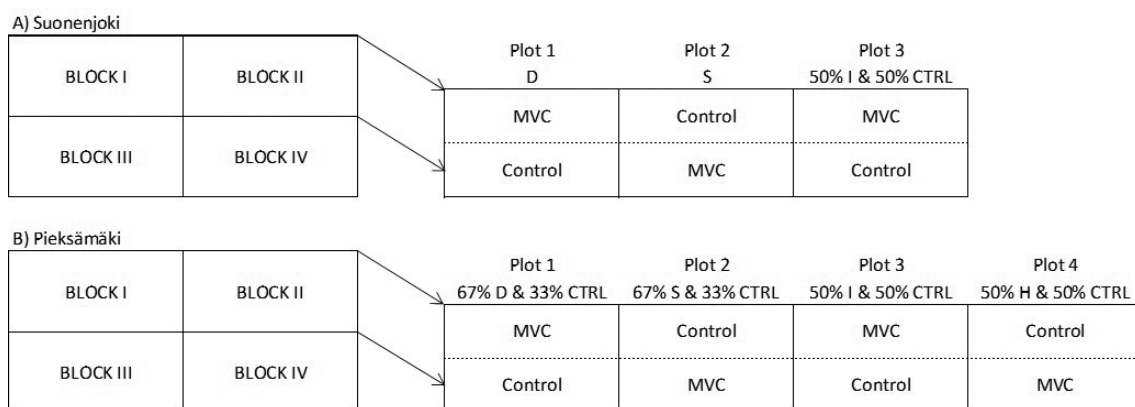 A) Suonenjoki
BLOCK I BLOCK II
BLOCK III BLOCK IV
Plot 1 Plot 2 Plot 3
D S 50% I & 50% CTRL
MVC Control MVC
Control MVC Control
B) Pieksämäki
BLOCK I BLOCK II
BLOCK III BLOCK IV
Plot 1 Plot 2 Plot 3 Plot 4
67% D & 33% CTRL 67% S & 33% CTRL 50% I & 50% CTRL 50% H & 50% CTRL
MVC Control MVC Control
Control MVC Control MVC